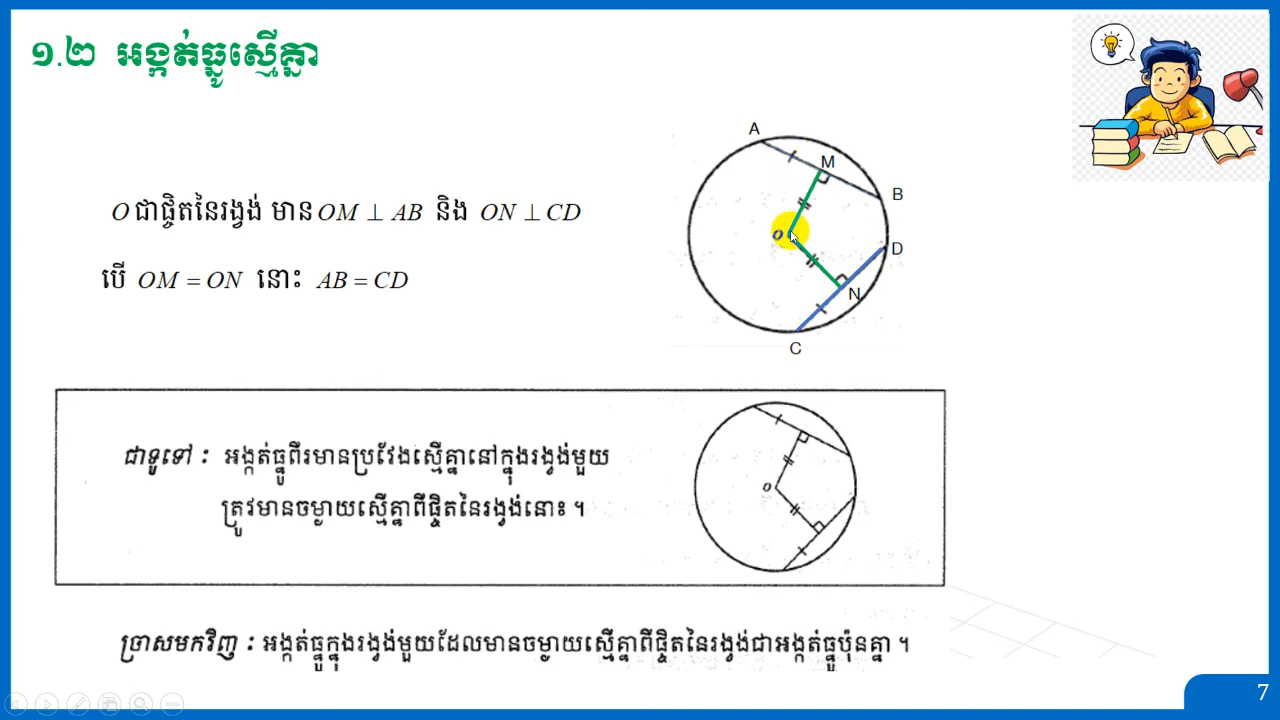 ១.២ អង្កត់ធ្នូស្មើគ្នា
O ជាផ្ចិតនៃរង្វង់ មាន OM ⊥ AB និង ON ⊥ CD
បើ OM = ON នោះ AB = CD
A
M
B
O
D
N
C
ជាទូទៅ : អង្កត់ធ្នូពីរមានប្រវែងស្មើគ្នានៅក្នុងរង្វង់មួយ
ត្រូវមានចម្ងាយស្មើគ្នាពីផ្ចិតនៃរង្វង់នោះ ។
O
ច្រាសមកវិញ : អង្កត់ធ្នូក្នុងរង្វង់មួយដែលមានចម្ងាយស្មើគ្នាពីផ្ចិតនៃរង្វង់ជាអង្កត់ធ្នូប៉ុនគ្នា ។
7